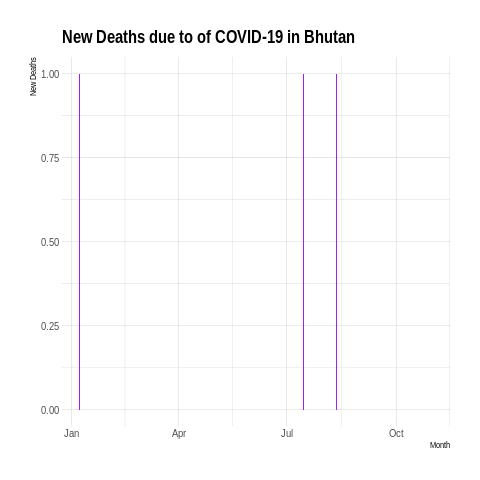 New Deaths due to of COVID-19 in Bhutan
New Deaths
1.00
0.75
0.50
0.25
0.00
Jan Apr Jul Oct
Month